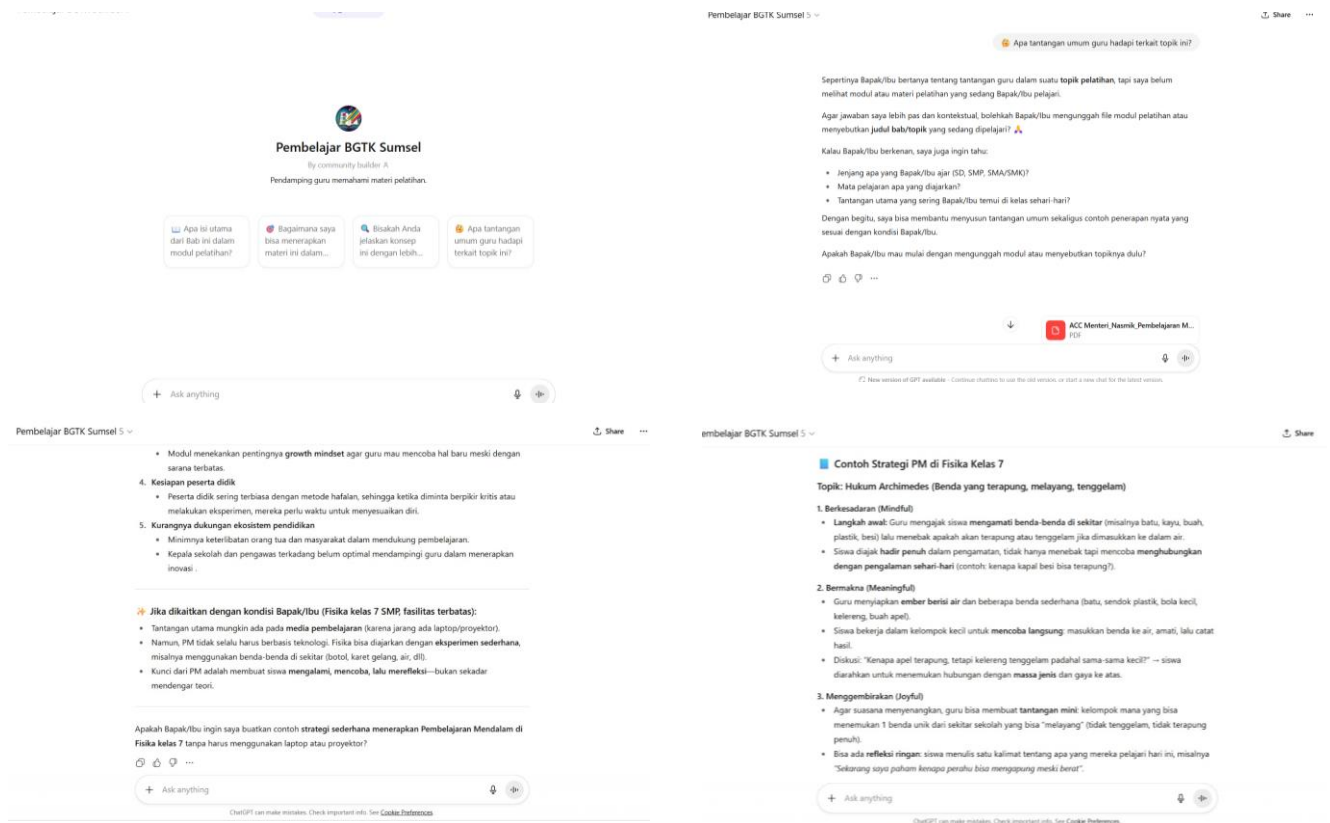 Pembelajar BGTK Sumsel
By community builder
Pendamping guru memahami materi pelatihan.
Apa isi utama
dari Bab ini dalam
modul pelatihan?
Bagaimana saya
bisa menerapkan
materi ini dalam...
Bisakah Anda
jelaskan konsep
ini dengan lebih...
Apa tantangan
umum guru hadapi
terkait topik ini?
Ask anything
Pembelajar BGTK Sumsel 5
Share
Apa tantangan umum guru hadapi terkait topik ini?
Sepertinya Bapak/Ibu bertanya tentang tantangan guru dalam suatu topik pelatihan, tapi saya belum
melihat modul atau materi pelatihan yang sedang Bapak/Ibu pelajari.
Agar jawaban saya lebih pas dan kontekstual, bolehkah Bapak/Ibu mengunggah file modul pelatihan atau
menyebutkan judul bab/topik yang sedang dipelajari? 🙏
Kalau Bapak/Ibu berkenan, saya juga ingin tahu:
• Jenjang apa yang Bapak/Ibu ajar (SD, SMP, SMA/SMK)?
• Mata pelajaran apa yang diajarkan?
• Tantangan utama yang sering Bapak/Ibu temui di kelas sehari-hari?
Dengan begitu, saya bisa membantu menyusun tantangan umum sekaligus contoh penerapan nyata yang
sesuai dengan kondisi Bapak/Ibu.
Apakah Bapak/Ibu mau mulai dengan mengunggah modul atau menyebutkan topiknya dulu?
ACC Menteri_Nasmik_Pembelajaran M...
PDF
Ask anything
New version of GPT available - Continue chatting to use the old version, or start a new chat for the latest version.
Pembelajar BGTK Sumsel 5
Share
• Modul menekankan pentingnya growth mindset agar guru mau mencoba hal baru meski dengan
sarana terbatas.
4. Kesiapan peserta didik
• Peserta didik sering terbiasa dengan metode hafalan, sehingga ketika diminta berpikir kritis atau
melakukan eksperimen, mereka perlu waktu untuk menyesuaikan diri.
5. Kurangnya dukungan ekosistem pendidikan
• Minimnya keterlibatan orang tua dan masyarakat dalam mendukung pembelajaran.
• Kepala sekolah dan pengawas terkadang belum optimal mendampingi guru dalam menerapkan
inovasi .
✨ Jika dikaitkan dengan kondisi Bapak/Ibu (Fisika kelas 7 SMP, fasilitas terbatas):
• Tantangan utama mungkin ada pada media pembelajaran (karena jarang ada laptop/proyektor).
• Namun, PM tidak selalu harus berbasis teknologi. Fisika bisa diajarkan dengan eksperimen sederhana,
misalnya menggunakan benda-benda di sekitar (botol, karet gelang, air, dll).
• Kunci dari PM adalah membuat siswa mengalami, mencoba, lalu merefleksi—bukan sekadar
mendengar teori.
Apakah Bapak/Ibu ingin saya buatkan contoh strategi sederhana menerapkan Pembelajaran Mendalam di
Fisika kelas 7 tanpa harus menggunakan laptop atau proyektor?
Ask anything
ChatGPT can make mistakes. Check important info. See Cookie Preferences.
embelajar BGTK Sumsel 5
Share
📘 Contoh Strategi PM di Fisika Kelas 7
Topik: Hukum Archimedes (Benda yang terapung, melayang, tenggelam)
1. Berkesadaran (Mindful)
• Langkah awal: Guru mengajak siswa mengamati benda-benda di sekitar (misalnya batu, kayu, buah,
plastik, besi) lalu menebak apakah akan terapung atau tenggelam jika dimasukkan ke dalam air.
• Siswa diajak hadir penuh dalam pengamatan, tidak hanya menebak tapi mencoba menghubungkan
dengan pengalaman sehari-hari (contoh: kenapa kapal besi bisa terapung?).
2. Bermakna (Meaningful)
• Guru menyiapkan ember berisi air dan beberapa benda sederhana (batu, sendok plastik, bola kecil,
kelereng, buah apel).
• Siswa bekerja dalam kelompok kecil untuk mencoba langsung: masukkan benda ke air, amati, lalu catat
hasil.
• Diskusi: "Kenapa apel terapung, tetapi kelereng tenggelam padahal sama-sama kecil?" → siswa
diarahkan untuk menemukan hubungan dengan massa jenis dan gaya ke atas.
3. Menggembirakan (Joyful)
• Agar suasana menyenangkan, guru bisa membuat tantangan mini: kelompok mana yang bisa
menemukan 1 benda unik dari sekitar sekolah yang bisa "melayang" (tidak tenggelam, tidak terapung
penuh).
• Bisa ada refleksi ringan: siswa menulis satu kalimat tentang apa yang mereka pelajari hari ini, misalnya
"Sekarang saya paham kenapa perahu bisa mengapung meski berat".
Ask anything
ChatGPT can make mistakes. Check important info. See Cookie Preferences.